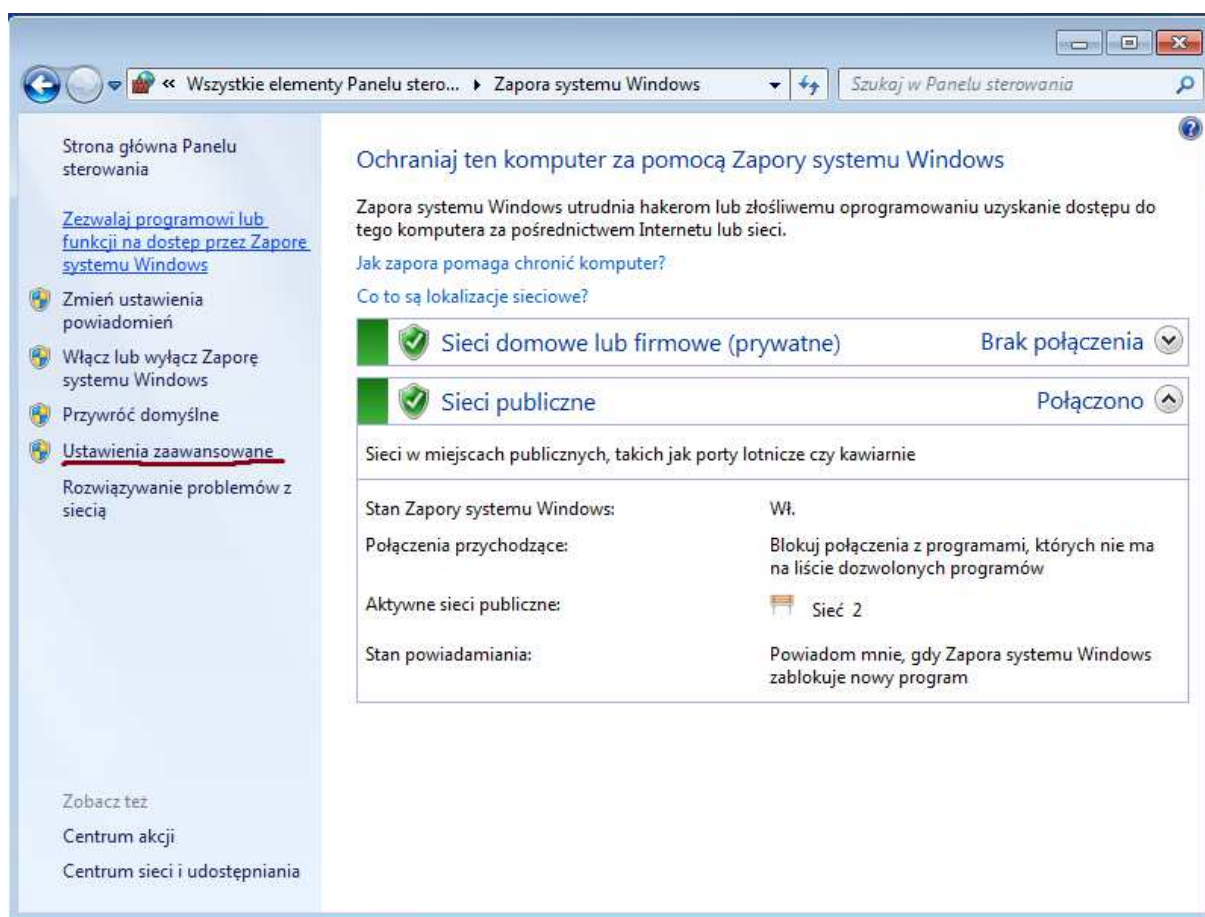 « Wszystkie elementy Panelu stero... Zapora systemu Windows
Szukaj w Panelu sterowania
Strona główna Panelu
sterowania
Zezwalaj programowi lub
funkcji na dostęp przez Zaporę
systemu Windows
Zmień ustawienia
powiadomień
Włącz lub wyłącz Zaporę
systemu Windows
Przywróć domyślne
Ustawienia zaawansowane
Rozwiązywanie problemów z
siecią
Zobacz też
Centrum akcji
Centrum sieci i udostępniania
Ochraniaj ten komputer za pomocą Zapory systemu Windows
Zapora systemu Windows utrudnia hakerom lub złośliwemu oprogramowaniu uzyskanie dostępu do
tego komputera za pośrednictwem Internetu lub sieci.
Jak zapora pomaga chronić komputer?
Co to są lokalizacje sieciowe?
Sieci domowe lub firmowe (prywatne) Brak połączenia
Sieci publiczne Połączono
Sieci w miejscach publicznych, takich jak porty lotnicze czy kawiarnie
Stan Zapory systemu Windows: Wł.
Połączenia przychodzące: Blokuj połączenia z programami, których nie ma
na liście dozwolonych programów
Aktywne sieci publiczne: Sieć 2
Stan powiadamiania: Powiadom mnie, gdy Zapora systemu Windows
zablokuje nowy program